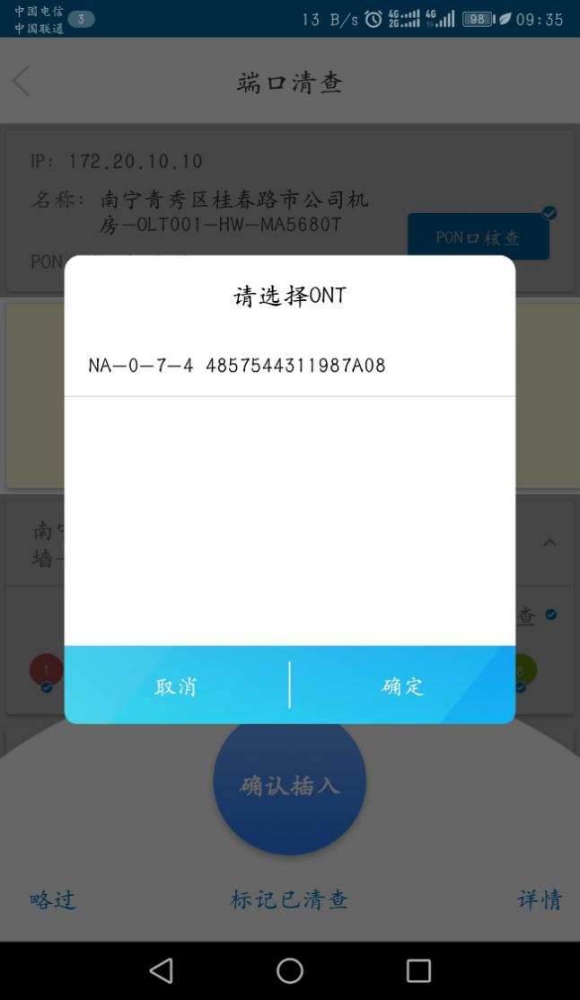 中国电信
中国联通
3
13 B/s 4G 2G 4G 98 09:35
端口清查
IP: 172.20.10.10
名称: 南宁青秀区桂春路市公司机
房-OLT001-HW-MA5680T
PON口核查
PON
请选择ONT
NA-0-7-4 4857544311987A08
南宁
墙-
查
1
8
取消
确定
确认插入
略过
标记已清查
详情